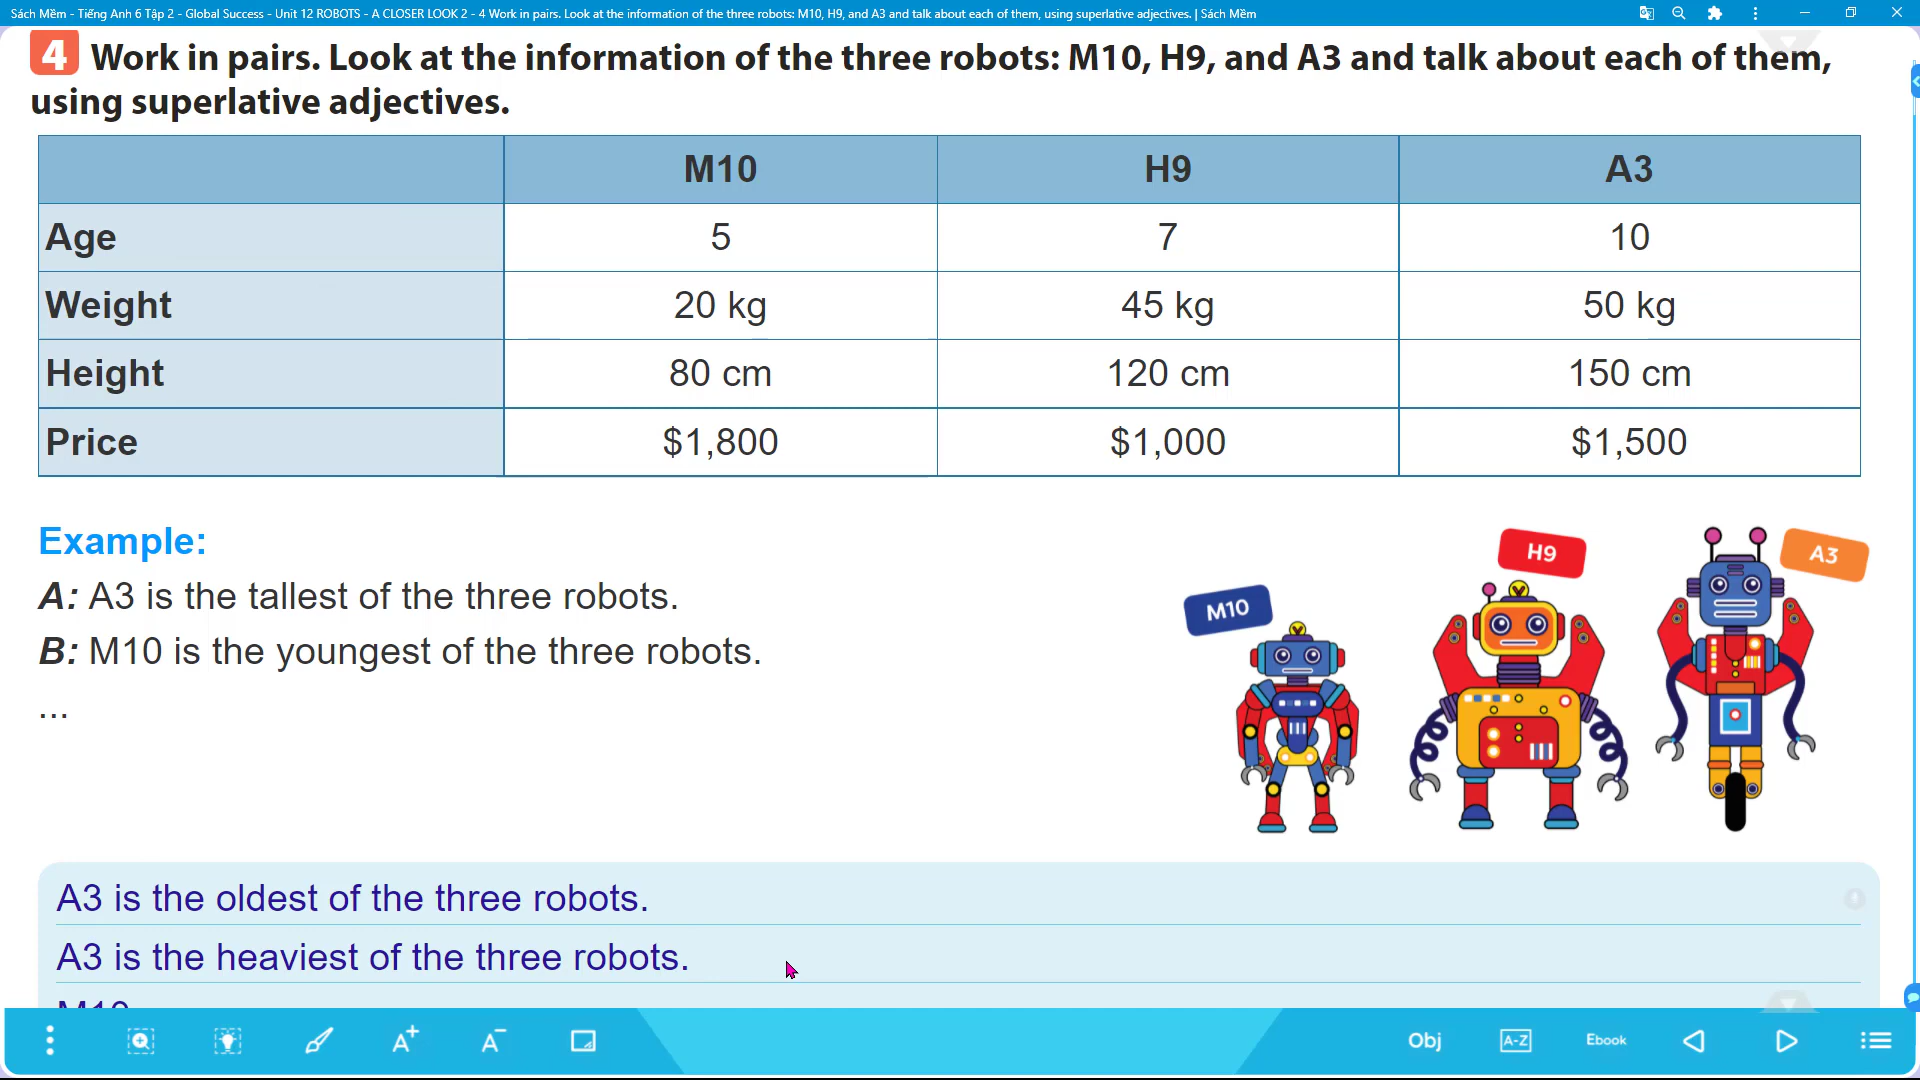 Sách Mềm - Tiếng Anh 6 Tập 2 - Global Success - Unit 12 ROBOTS - A CLOSER LOOK 2 - 4 Work in pairs. Look at the information of the three robots: M10, H9, and A3 and talk about each of them, using superlative adjectives. | Sách Mềm
4 Work in pairs. Look at the information of the three robots: M10, H9, and A3 and talk about each of them,
using superlative adjectives.
M10 H9 A3
Age 5 7 10
Weight 20 kg 45 kg 50 kg
Height 80 cm 120 cm 150 cm
Price $1,800 $1,000 $1,500
Example:
A: A3 is the tallest of the three robots.
B: M10 is the youngest of the three robots.
...
M10
H9
A3
A3 is the oldest of the three robots.
A3 is the heaviest of the three robots.
M10
A+ A- Obj A-Z Ebook